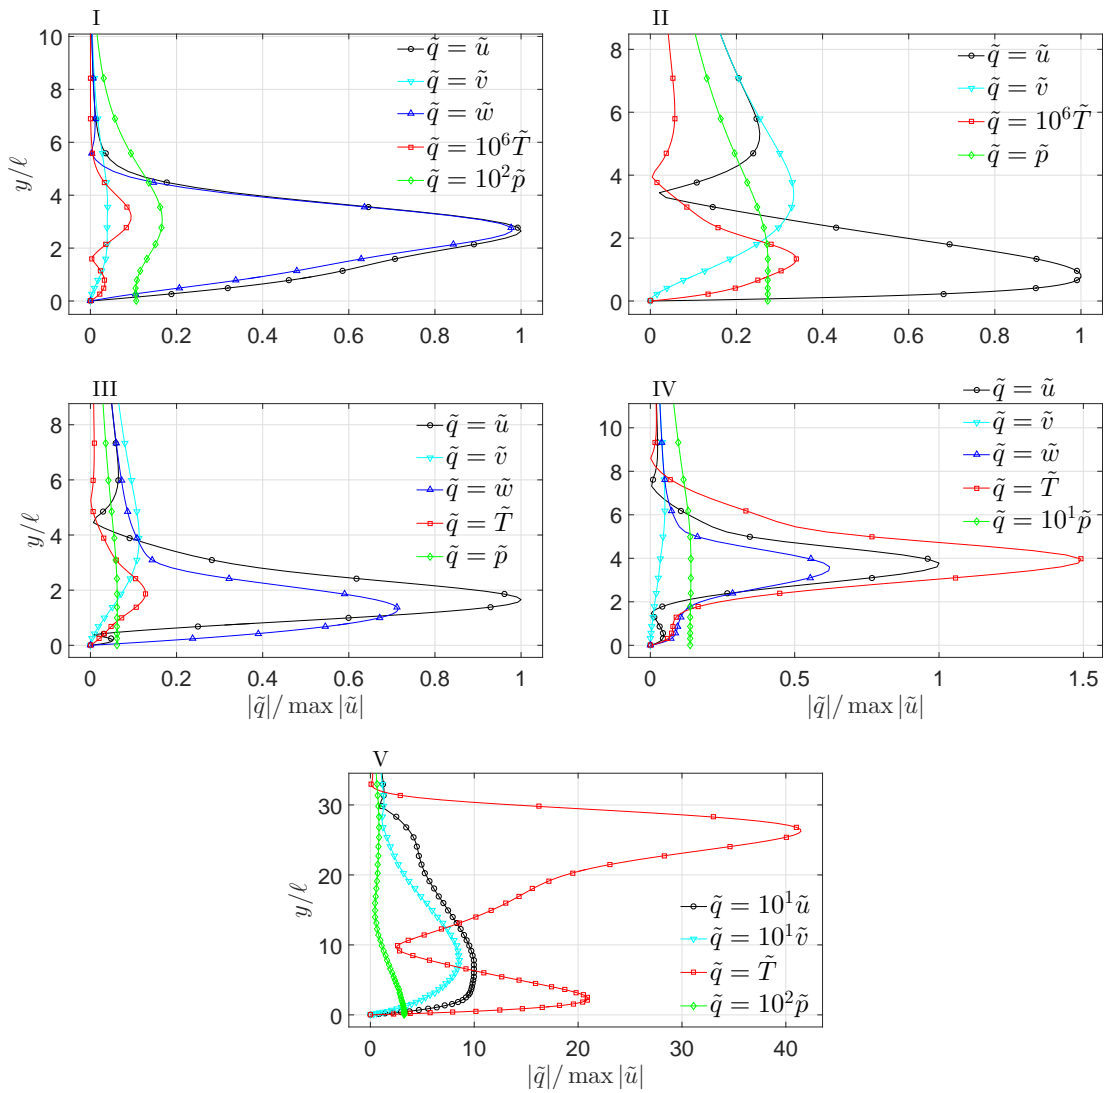 I
10
8
6
4
2
0
y/ℓ
0 0.2 0.4 0.6 0.8 1
q̃ = ũ
q̃ = ṽ
q̃ = w̃
q̃ = 10⁶T̃
q̃ = 10²p̃
II
8
6
4
2
0
0 0.2 0.4 0.6 0.8 1
q̃ = ũ
q̃ = ṽ
q̃ = 10⁶T̃
q̃ = p̃
III
8
6
4
2
0
y/ℓ
0 0.2 0.4 0.6 0.8 1
|q̃|/ max |ũ|
q̃ = ũ
q̃ = ṽ
q̃ = w̃
q̃ = T̃
q̃ = p̃
IV
10
8
6
4
2
0
0 0.5 1 1.5
|q̃|/ max |ũ|
q̃ = ũ
q̃ = ṽ
q̃ = w̃
q̃ = T̃
q̃ = 10¹p̃
V
30
20
10
0
y/ℓ
0 10 20 30 40
|q̃|/ max |ũ|
q̃ = 10¹ũ
q̃ = 10¹ṽ
q̃ = T̃
q̃ = 10²p̃